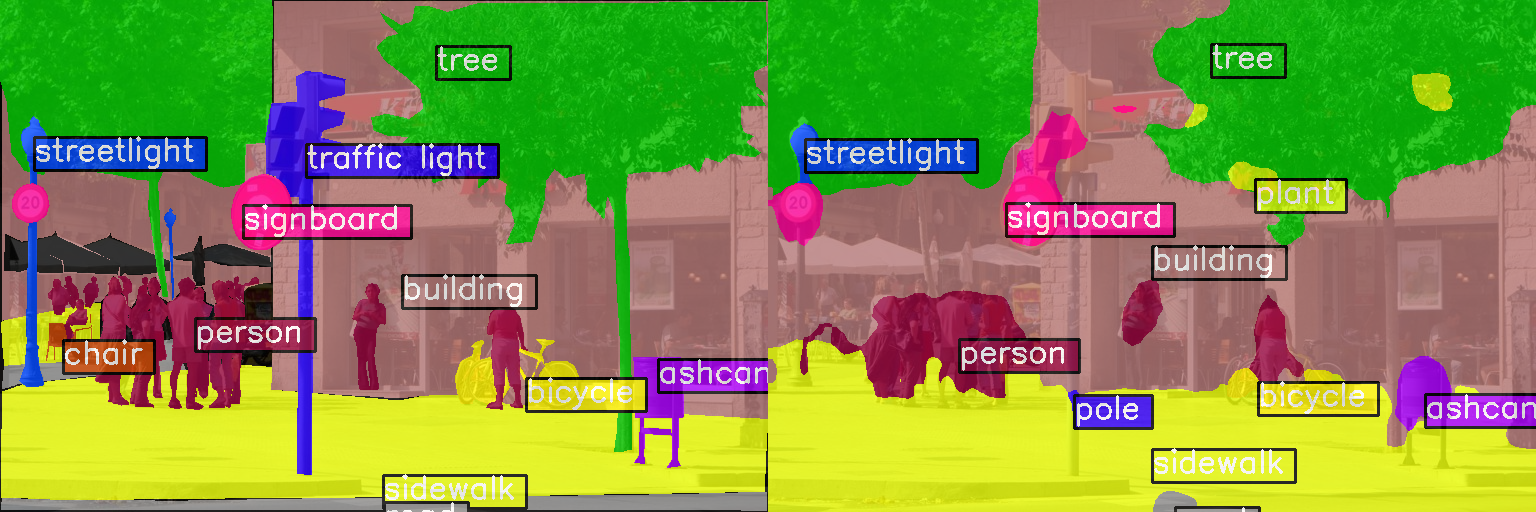 tree
tree
streetlight
traffic light
streetlight
20
20
plant
signboard
signboard
building
building
person
chair
person
bicycle
ashcan
pole
bicycle
ashcan
sidewalk
sidewalk